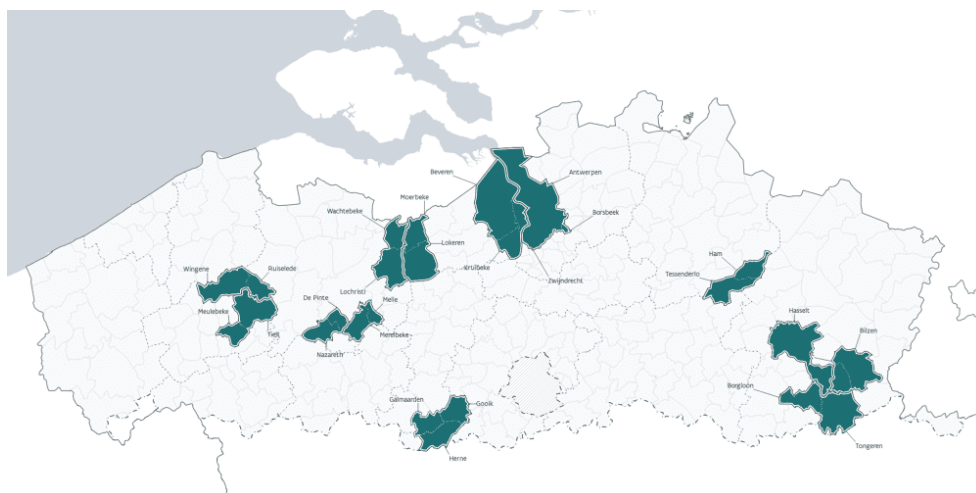 Beveren
Antwerpen
Moerbeke
Wachtebeke
Borsbeek
Lokeren
Ham
Wingene
Ruiselede
Kruibeke
Tessenderlo
Zwijndrecht
Lochristi
De Pinte
Melle
Meulebeke
Hasselt
Bilzen
Tielt
Merelbeke
Nazareth
Borgloon
Galmaarden
Gooik
Tongeren
Herne